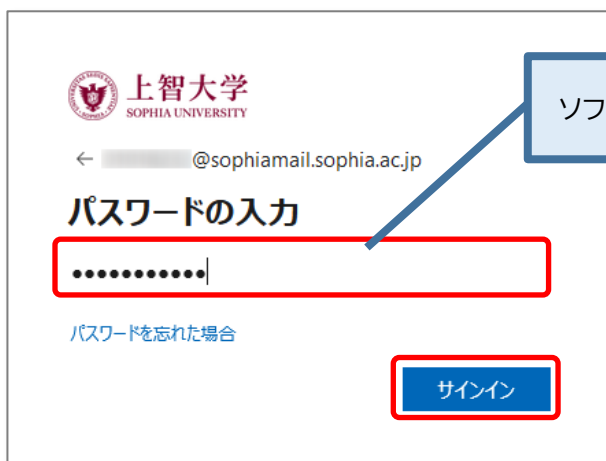 上智大学
SOPHIA UNIVERSITY
ソフ
← @sophiamail.sophia.ac.jp
パスワードの入力
•••••••••••
パスワードを忘れた場合
サインイン